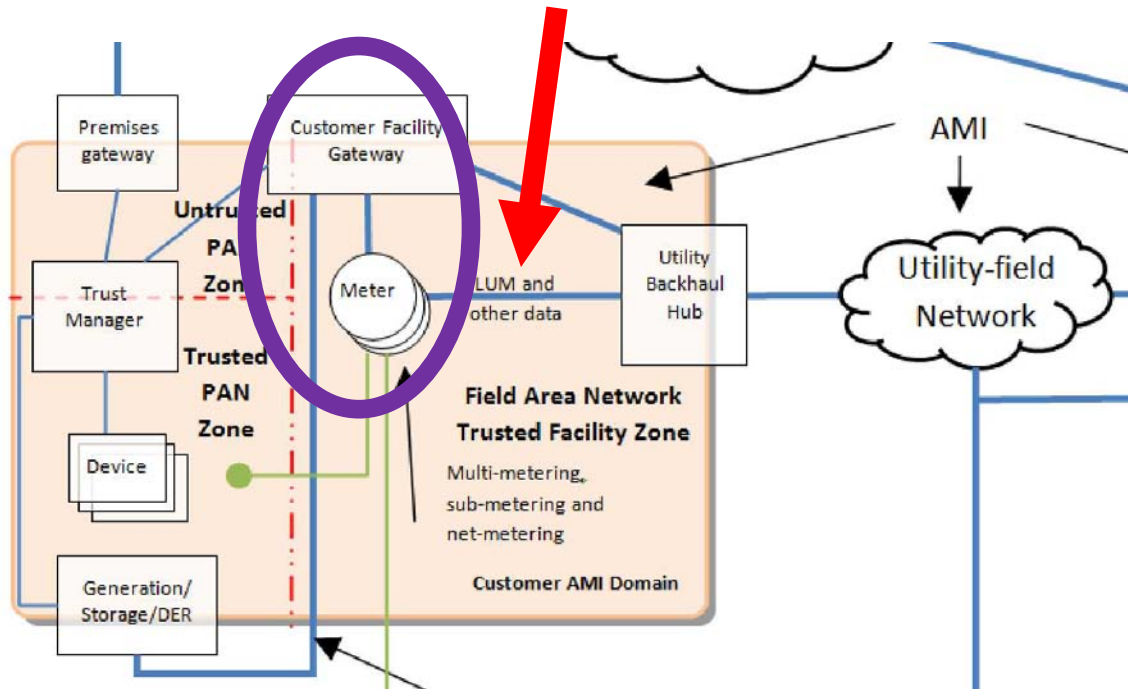 Premises
gateway
Customer Facility
Gateway
AMI
Untrusted
Zone
Trust
Manager
Meter
LUM and
other data
Utility
Backhaul
Hub
Utility-field
Network
Trusted
PAN
Zone
Device
Field Area Network
Trusted Facility Zone
Multi-metering,
sub-metering and
net-metering
Generation/
Storage/DER
Customer AMI Domain